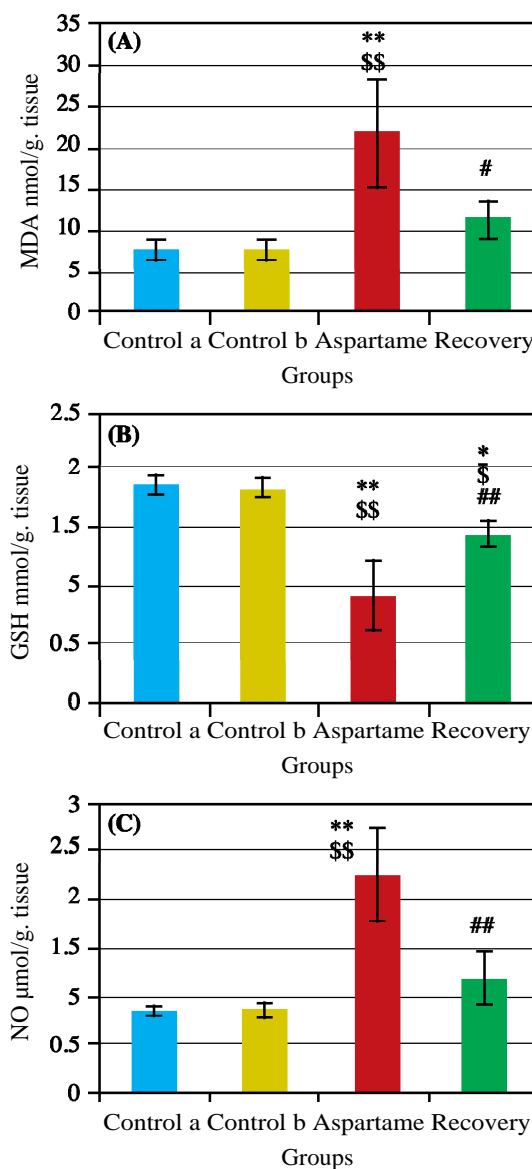 (A)
35
30
25
20
15
10
5
0
MDA nmol/g. tissue
**
$$
#
Control a Control b Aspartame Recovery
Groups
(B)
2.5
2
1.5
5
0.5
0
GSH mmol/g. tissue
**
$$
*
$
##
Control a Control b Aspartame Recovery
Groups
(C)
3
2.5
2
1.5
5
0.5
0
NO µmol/g. tissue
**
$$
##
Control a Control b Aspartame Recovery
Groups